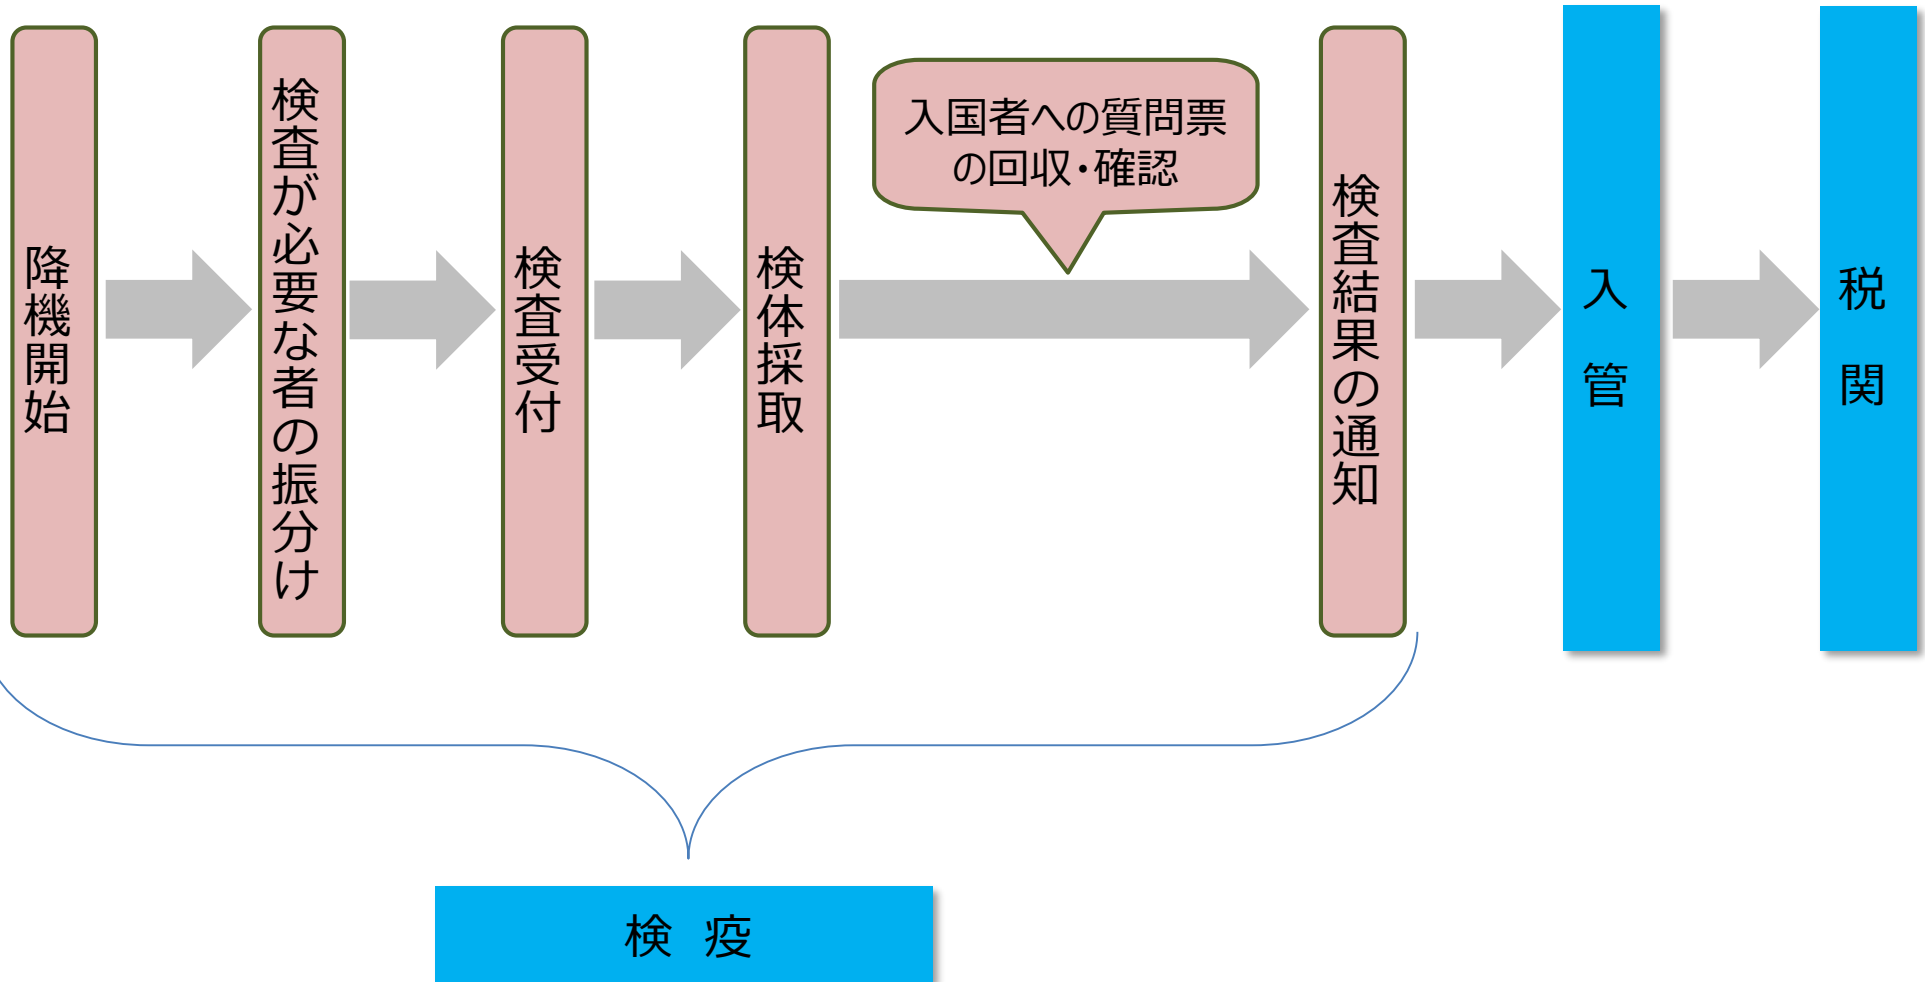 降機開始
検査が必要な者の振分け
検査受付
検体採取
入国者への質問票
の回収・確認
検査結果の通知
入管
税関
検疫